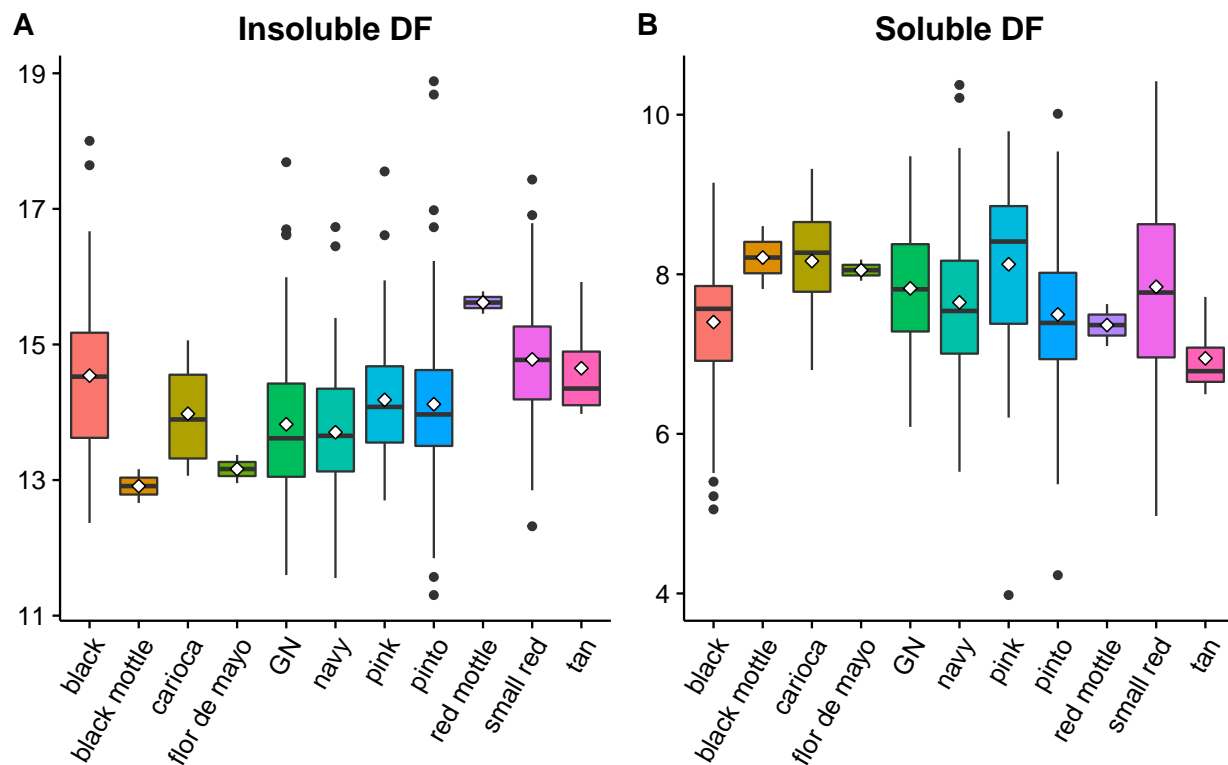 A Insoluble DF
19
17
15
13
11
black
black mottle
carioca
flor de mayo
GN
navy
pink
pinto
red mottle
small red
tan
B Soluble DF
10
8
6
4
black
black mottle
carioca
flor de mayo
GN
navy
pink
pinto
red mottle
small red
tan